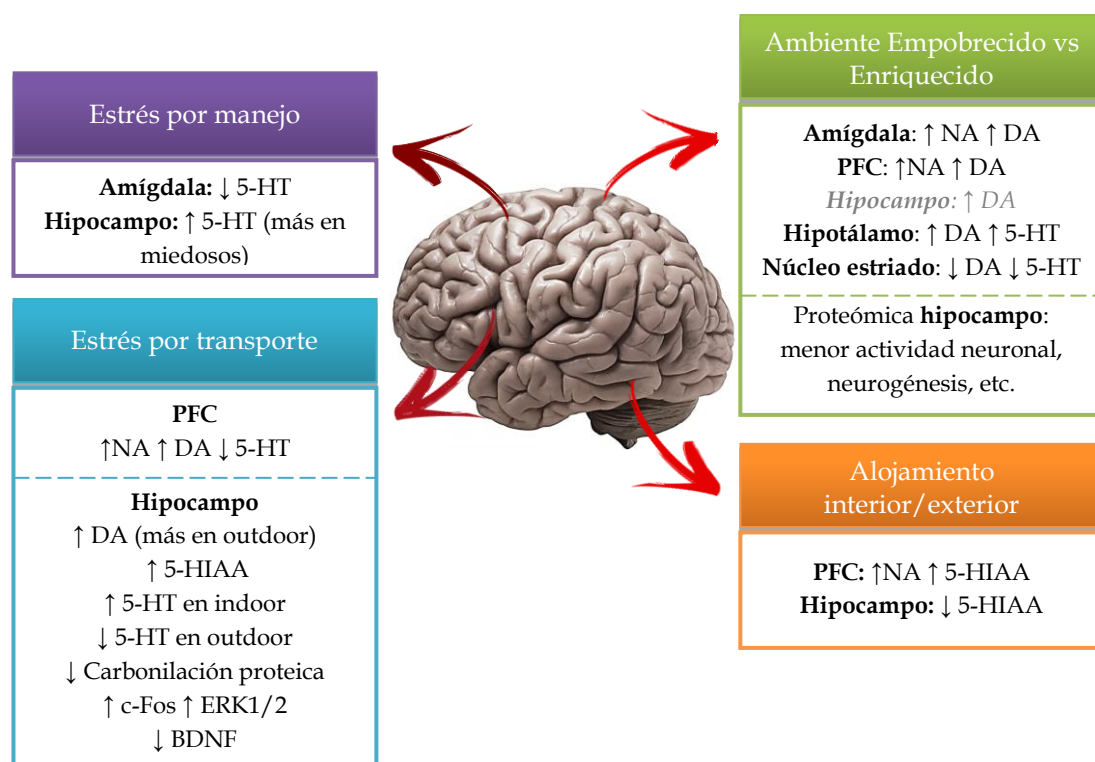 Estrés por manejo
Amígdala: ↓ 5-HT
Hipocampo: ↑ 5-HT (más en
miedosos)
Estrés por transporte
PFC
↑NA ↑ DA ↓ 5-HT
Hipocampo
↑ DA (más en outdoor)
↑ 5-HIAA
↑ 5-HT en indoor
↓ 5-HT en outdoor
↓ Carbonilación proteica
↑ c-Fos ↑ ERK1/2
↓ BDNF
Ambiente Empobrecido vs
Enriquecido
Amígdala: ↑ NA ↑ DA
PFC: ↑NA ↑ DA
Hipocampo: ↑ DA
Hipotálamo: ↑ DA ↑ 5-HT
Núcleo estriado: ↓ DA ↓ 5-HT
Proteómica hipocampo:
menor actividad neuronal,
neurogénesis, etc.
Alojamiento
interior/exterior
PFC: ↑NA ↑ 5-HIAA
Hipocampo: ↓ 5-HIAA